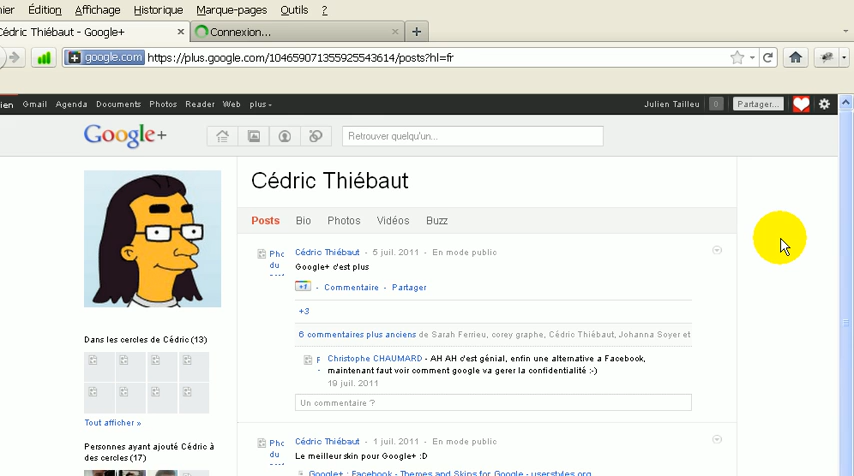 Édition Affichage Historique Marque-pages Outils ?
Cédric Thiébaut - Google+
Connexion...
google.com https://plus.google.com/104659071355925543614/posts?hl=fr
Gmail Agenda Documents Photos Reader Web plus
Julien Tailleu 0 Partager...
Google+
Retrouver quelqu'un...
Cédric Thiébaut
Posts Bio Photos Vidéos Buzz
Cédric Thiébaut - 5 juil. 2011 - En mode public
Google+ c'est plus
+1 - Commentaire - Partager
+3
6 commentaires plus anciens de Sarah Ferrieu, corey graphe, Cédric Thiébaut, Johanna Soyer et
Christophe CHAUMARD - AH AH c'est génial, enfin une alternative a Facebook,
maintenant faut voir comment google va gerer la confidentialité :-)
19 juil. 2011
Un commentaire ?
Cédric Thiébaut - 1 juil. 2011 - En mode public
Le meilleur skin pour Google+ :D
Google+ : Facebook - Themes and Skins for Google - userstyles.org
Dans les cercles de Cédric (13)
Tout afficher »
Personnes ayant ajouté Cédric à
des cercles (17)